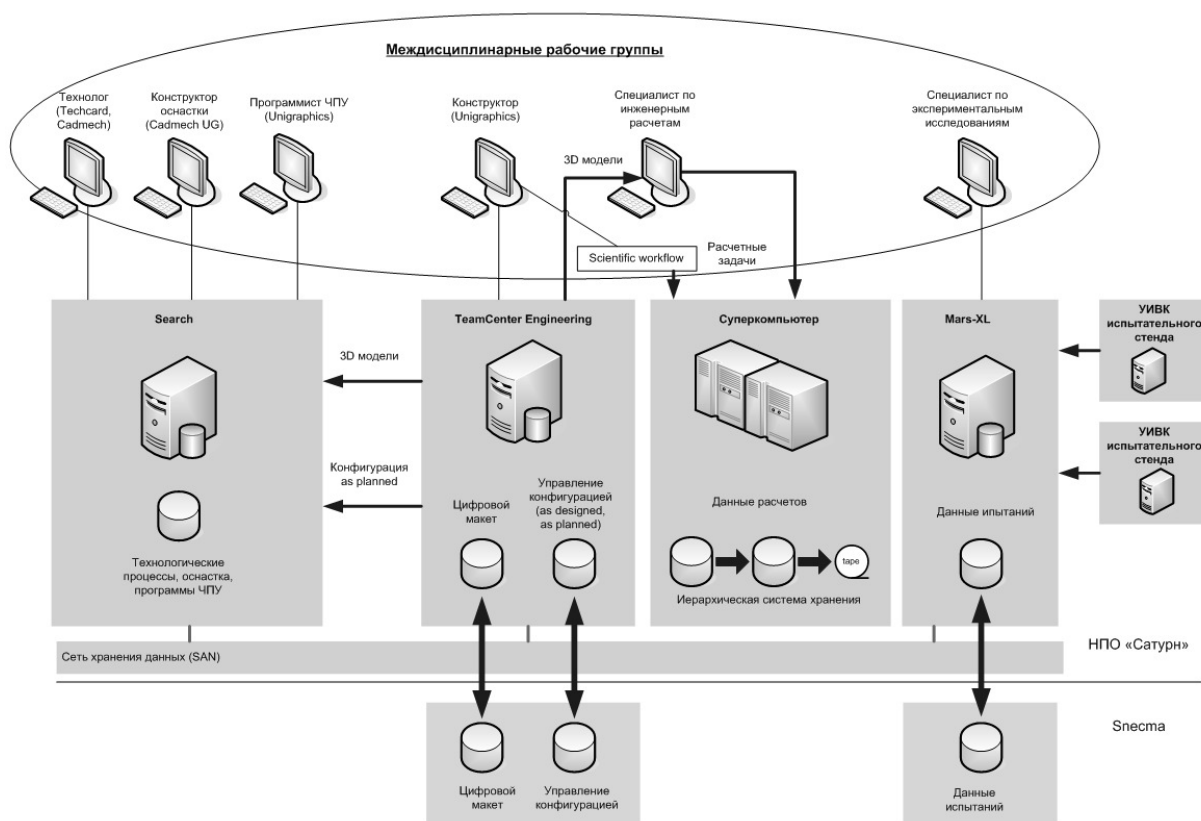 Междисциплинарные рабочие группы
Технолог
(Techcard,
Cadmech)
Конструктор
оснастки
(Cadmech UG)
Программист ЧПУ
(Unigraphics)
Конструктор
(Unigraphics)
Специалист по
инженерным
расчетам
Специалист по
экспериментальным
исследованиям
3D модели
Scientific workflow
Расчетные
задачи
Search
3D модели
Конфигурация
as planned
Технологические
процессы, оснастка,
программы ЧПУ
TeamCenter Engineering
Цифровой
макет
Управление
конфигурацией
(as designed,
as planned)
Суперкомпьютер
Данные расчетов
tape
Иерархическая система хранения
Mars-XL
Данные ипытаний
УИВК
испытательного
стенда
УИВК
испытательного
стенда
Сеть хранения данных (SAN)
НПО «Сатурн»
Snecma
Цифровой
макет
Управление
конфигурацией
Данные
испытаний